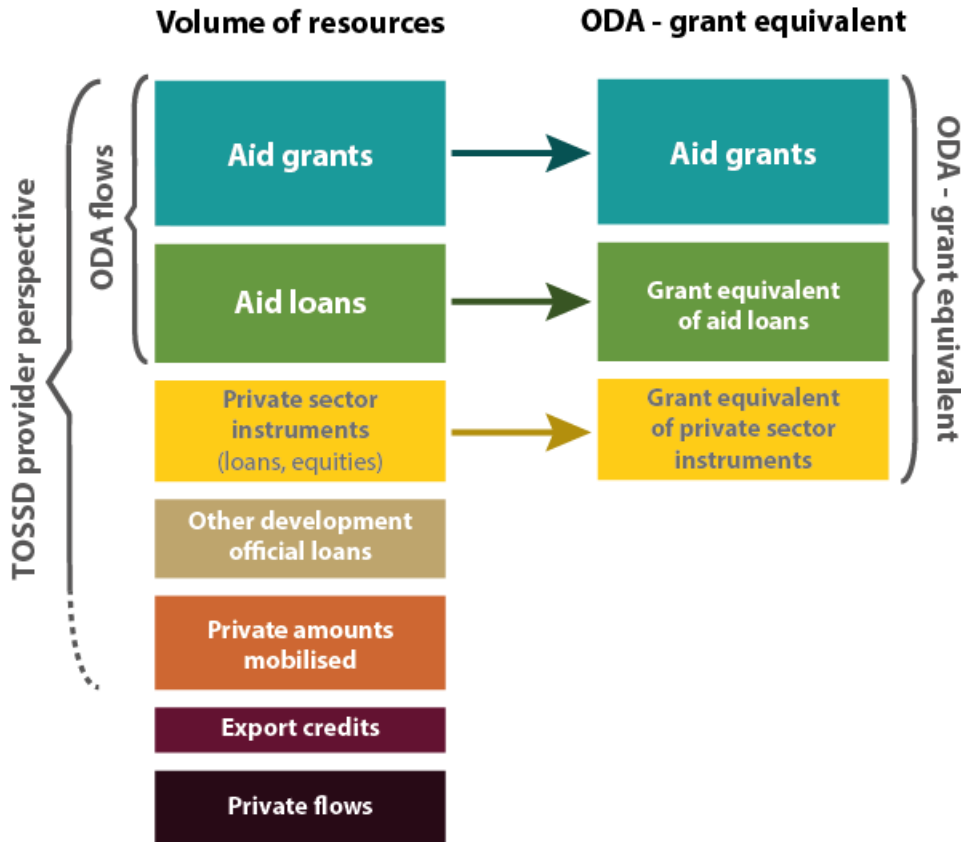 Volume of resources
ODA - grant equivalent
TOSSD provider perspective
ODA flows
Aid grants
Aid grants
Aid loans
Grant equivalent
of aid loans
Private sector
instruments
(loans, equities)
Grant equivalent
of private sector
instruments
ODA - grant equivalent
Other development
official loans
Private amounts
mobilised
Export credits
Private flows